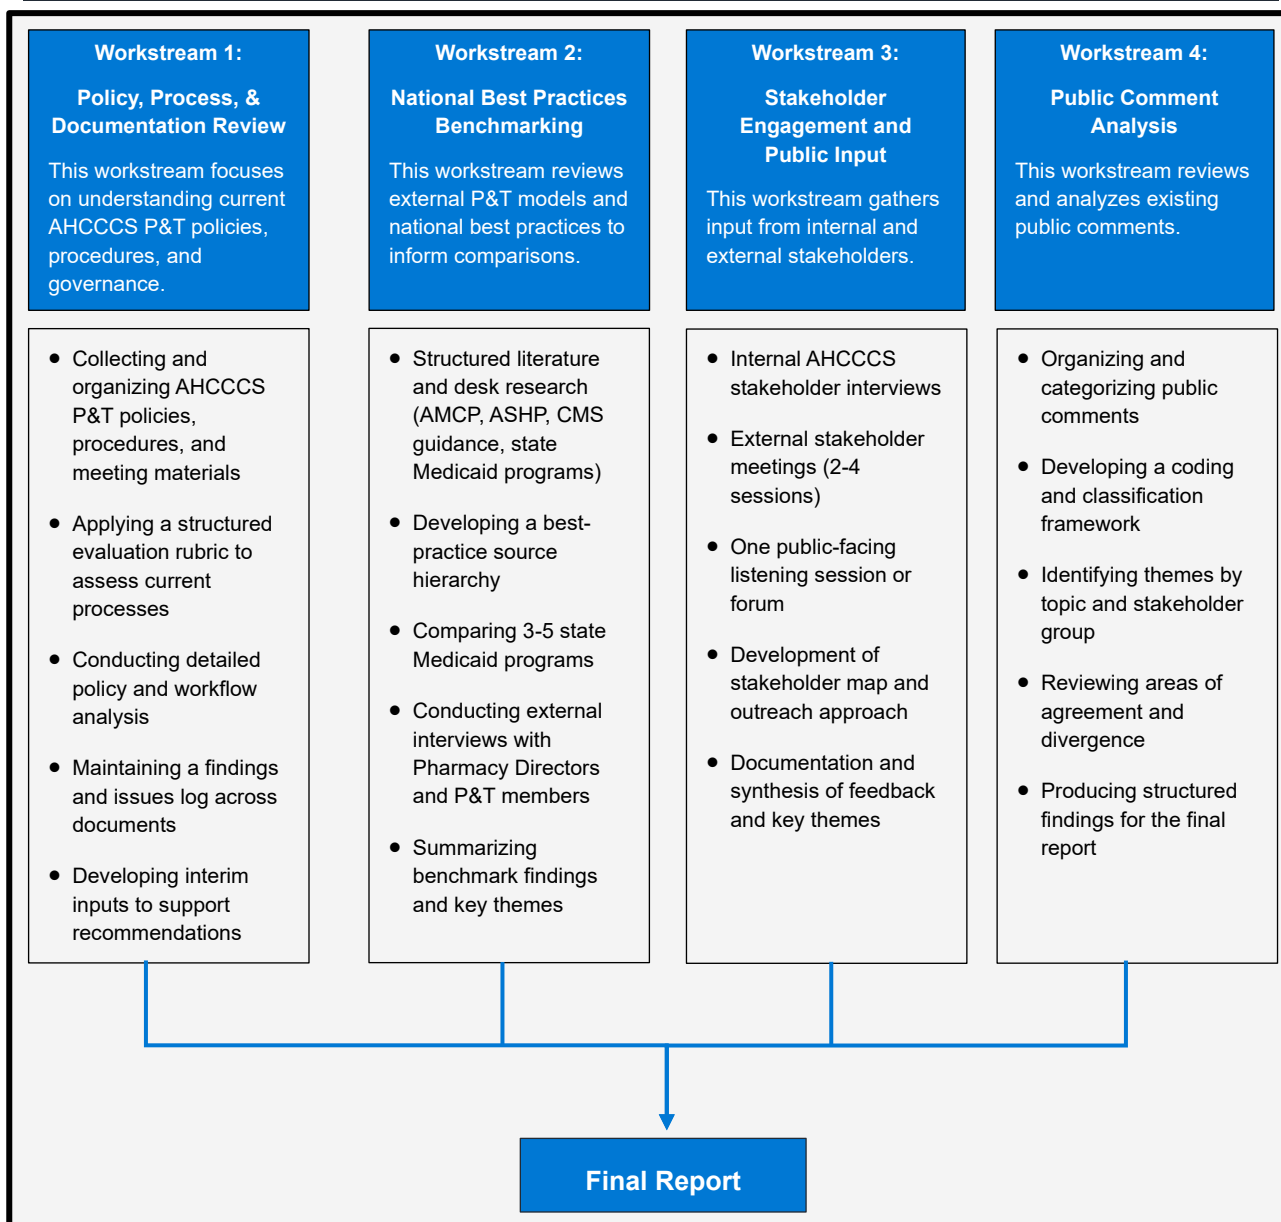 Workstream 1:
Policy, Process, &
Documentation Review
This workstream focuses
on understanding current
AHCCCS P&T policies,
procedures, and
governance.
• Collecting and
organizing AHCCCS
P&T policies,
procedures, and
meeting materials
• Applying a structured
evaluation rubric to
assess current
processes
• Conducting detailed
policy and workflow
analysis
• Maintaining a findings
and issues log across
documents
• Developing interim
inputs to support
recommendations
Workstream 2:
National Best Practices
Benchmarking
This workstream reviews
external P&T models and
national best practices to
inform comparisons.
• Structured literature
and desk research
(AMCP, ASHP, CMS
guidance, state
Medicaid programs)
• Developing a best-
practice source
hierarchy
• Comparing 3-5 state
Medicaid programs
• Conducting external
interviews with
Pharmacy Directors
and P&T members
• Summarizing
benchmark findings
and key themes
Workstream 3:
Stakeholder
Engagement and
Public Input
This workstream gathers
input from internal and
external stakeholders.
• Internal AHCCCS
stakeholder interviews
• External stakeholder
meetings (2-4
sessions)
• One public-facing
listening session or
forum
• Development of
stakeholder map and
outreach approach
• Documentation and
synthesis of feedback
and key themes
Workstream 4:
Public Comment
Analysis
This workstream reviews
and analyzes existing
public comments.
• Organizing and
categorizing public
comments
• Developing a coding
and classification
framework
• Identifying themes by
topic and stakeholder
group
• Reviewing areas of
agreement and
divergence
• Producing structured
findings for the final
report
Final Report